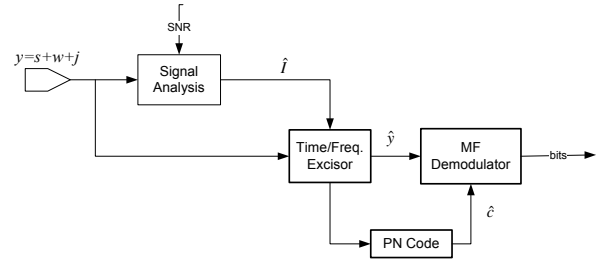 SNR
y=s+w+j
Signal
Analysis
Î
Time/Freq.
Excisor
ŷ
MF
Demodulator
bits
ĉ
PN Code